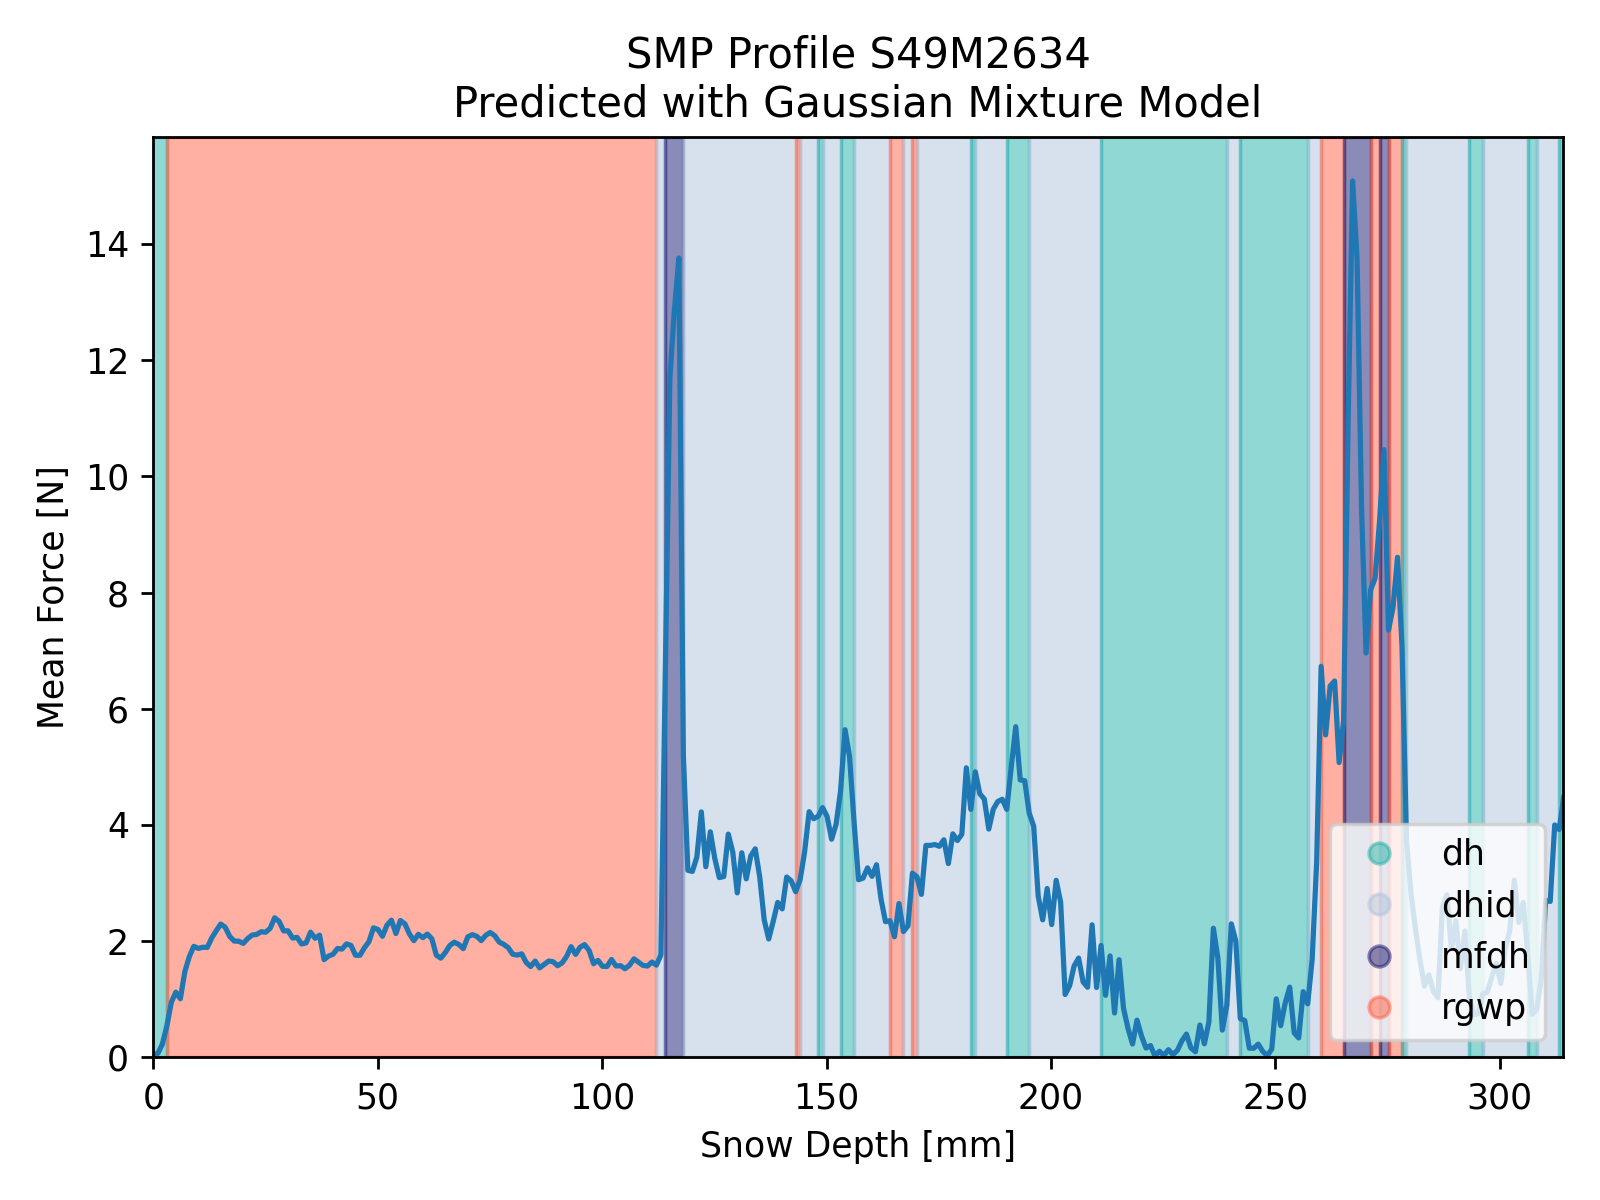 SMP Profile S49M2634
Predicted with Gaussian Mixture Model
Mean Force [N]
14
12
10
8
6
4
2
0
dh
dhid
mfdh
rgwp
0 50 100 150 200 250 300
Snow Depth [mm]